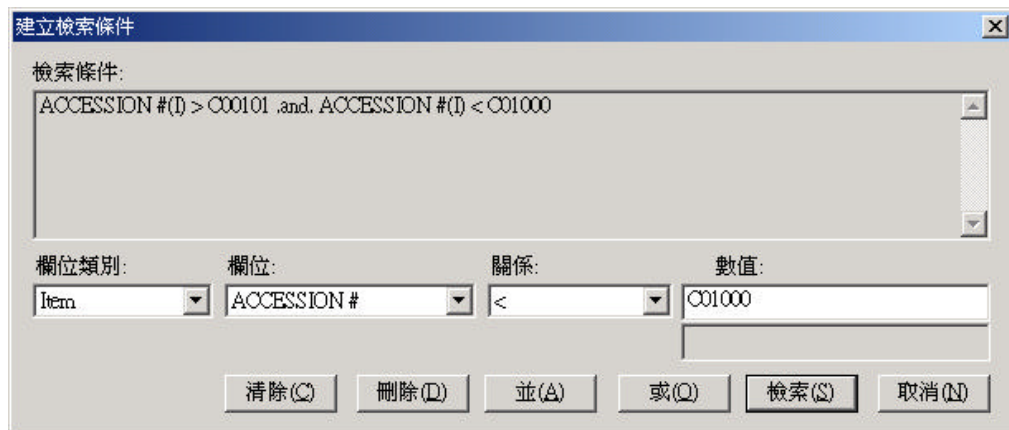 建立檢索條件
檢索條件:
ACCESSION #(I) > C00101 .and. ACCESSION #(I) < C01000
欄位類別: 欄位: 關係: 數值:
Item ACCESSION # < C01000
清除(C) 刪除(D) 並(A) 或(O) 檢索(S) 取消(N)